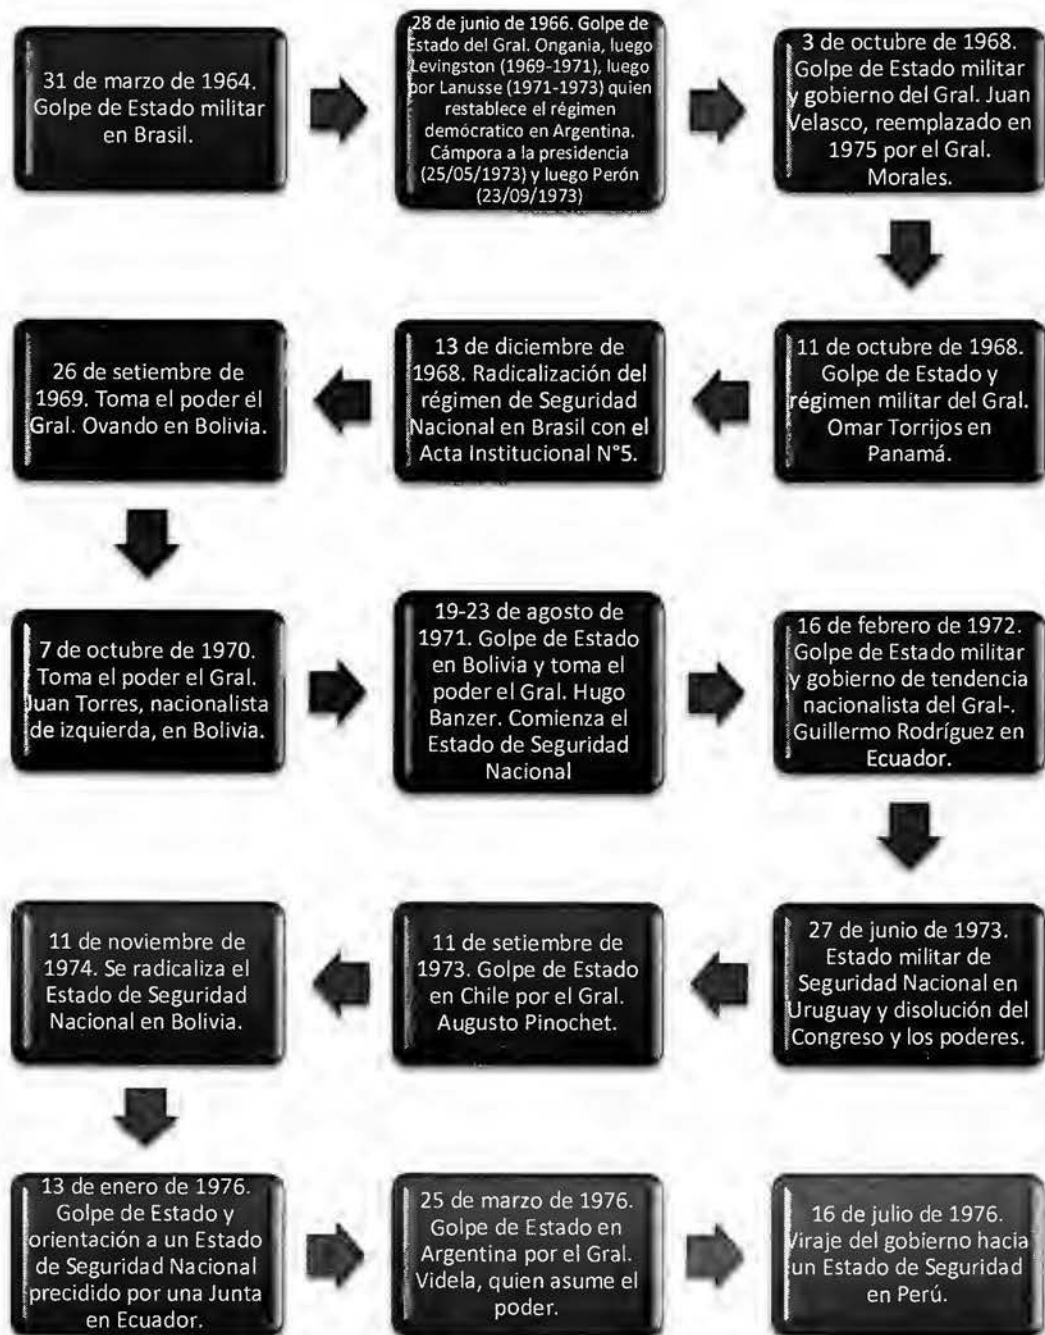 31 de marzo de 1964.
Golpe de Estado militar
en Brasil.
28 de junio de 1966. Golpe de
Estado del Gral. Ongania, luego
Levingston (1969-1971), luego
por Lanusse (1971-1973) quien
restablece el régimen
demócratico en Argentina.
Cámpora a la presidencia
(25/05/1973) y luego Perón
(23/09/1973)
3 de octubre de 1968.
Golpe de Estado militar
y gobierno del Gral. Juan
Velasco, reemplazado en
1975 por el Gral.
Morales.
11 de octubre de 1968.
Golpe de Estado y
régimen militar del Gral.
Omar Torrijos en
Panamá.
13 de diciembre de
1968. Radicalización del
régimen de Seguridad
Nacional en Brasil con el
Acta Institucional N°5.
26 de setiembre de
1969. Toma el poder el
Gral. Ovando en Bolivia.
7 de octubre de 1970.
Toma el poder el Gral.
Juan Torres, nacionalista
de izquierda, en Bolivia.
19-23 de agosto de
1971. Golpe de Estado
en Bolivia y toma el
poder el Gral. Hugo
Banzer. Comienza el
Estado de Seguridad
Nacional
16 de febrero de 1972.
Golpe de Estado militar
y gobierno de tendencia
nacionalista del Gral-.
Guillermo Rodríguez en
Ecuador.
27 de junio de 1973.
Estado militar de
Seguridad Nacional en
Uruguay y disolución del
Congreso y los poderes.
11 de setiembre de
1973. Golpe de Estado
en Chile por el Gral.
Augusto Pinochet.
11 de noviembre de
1974. Se radicaliza el
Estado de Seguridad
Nacional en Bolivia.
13 de enero de 1976.
Golpe de Estado y
orientación a un Estado
de Seguridad Nacional
precidido por una Junta
en Ecuador.
25 de marzo de 1976.
Golpe de Estado en
Argentina por el Gral.
Videla, quien asume el
poder.
16 de julio de 1976.
Viraje del gobierno hacia
un Estado de Seguridad
en Perú.